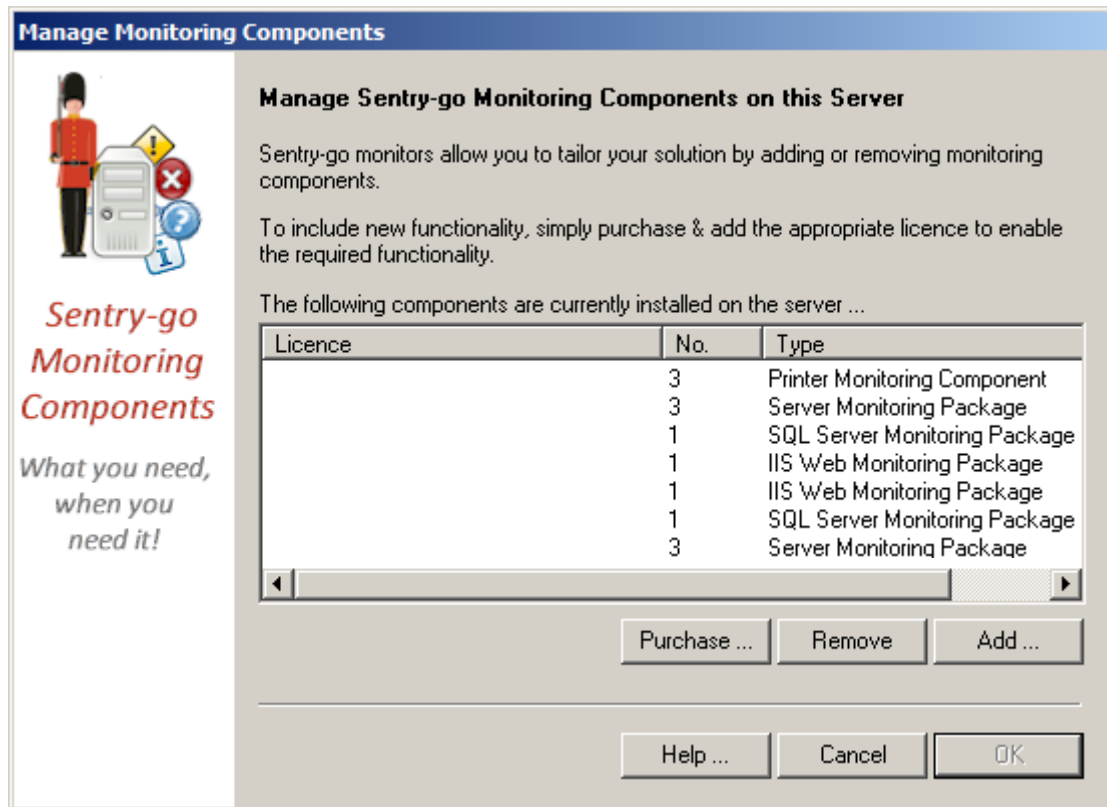 Manage Monitoring Components
Sentry-go
Monitoring
Components
What you need,
when you
need it!
Manage Sentry-go Monitoring Components on this Server
Sentry-go monitors allow you to tailor your solution by adding or removing monitoring
components.
To include new functionality, simply purchase & add the appropriate licence to enable
the required functionality.
The following components are currently installed on the server ...
Licence No. Type
3 Printer Monitoring Component
3 Server Monitoring Package
1 SQL Server Monitoring Package
1 IIS Web Monitoring Package
1 IIS Web Monitoring Package
1 SQL Server Monitoring Package
3 Server Monitoring Package
Purchase ... Remove Add ...
Help ... Cancel OK